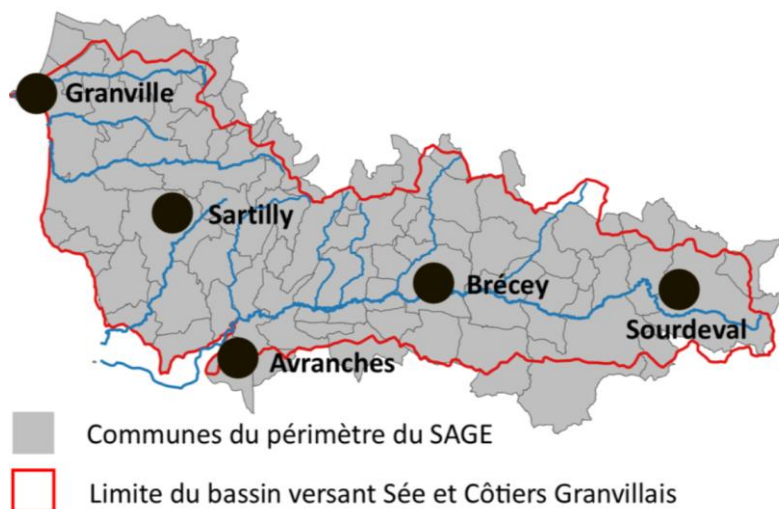 Granville
Sartilly
Brécey
Sourdeval
Avranches
Communes du périmètre du SAGE
Limite du bassin versant Sée et Côtiers Granvillais